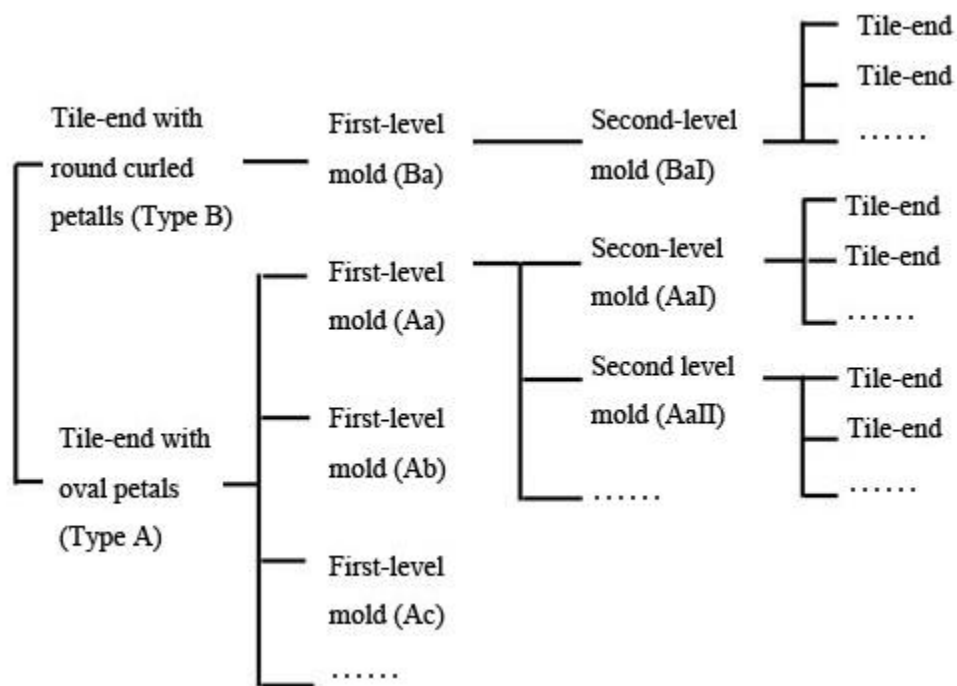 Tile-end with
round curled
petalls (Type B)
First-level
mold (Ba)
Second-level
mold (BaI)
Tile-end
Tile-end
......
Tile-end with
oval petals
(Type A)
First-level
mold (Aa)
Secon-level
mold (AaI)
Tile-end
Tile-end
......
Second level
mold (AaII)
Tile-end
Tile-end
......
......
First-level
mold (Ab)
First-level
mold (Ac)
......